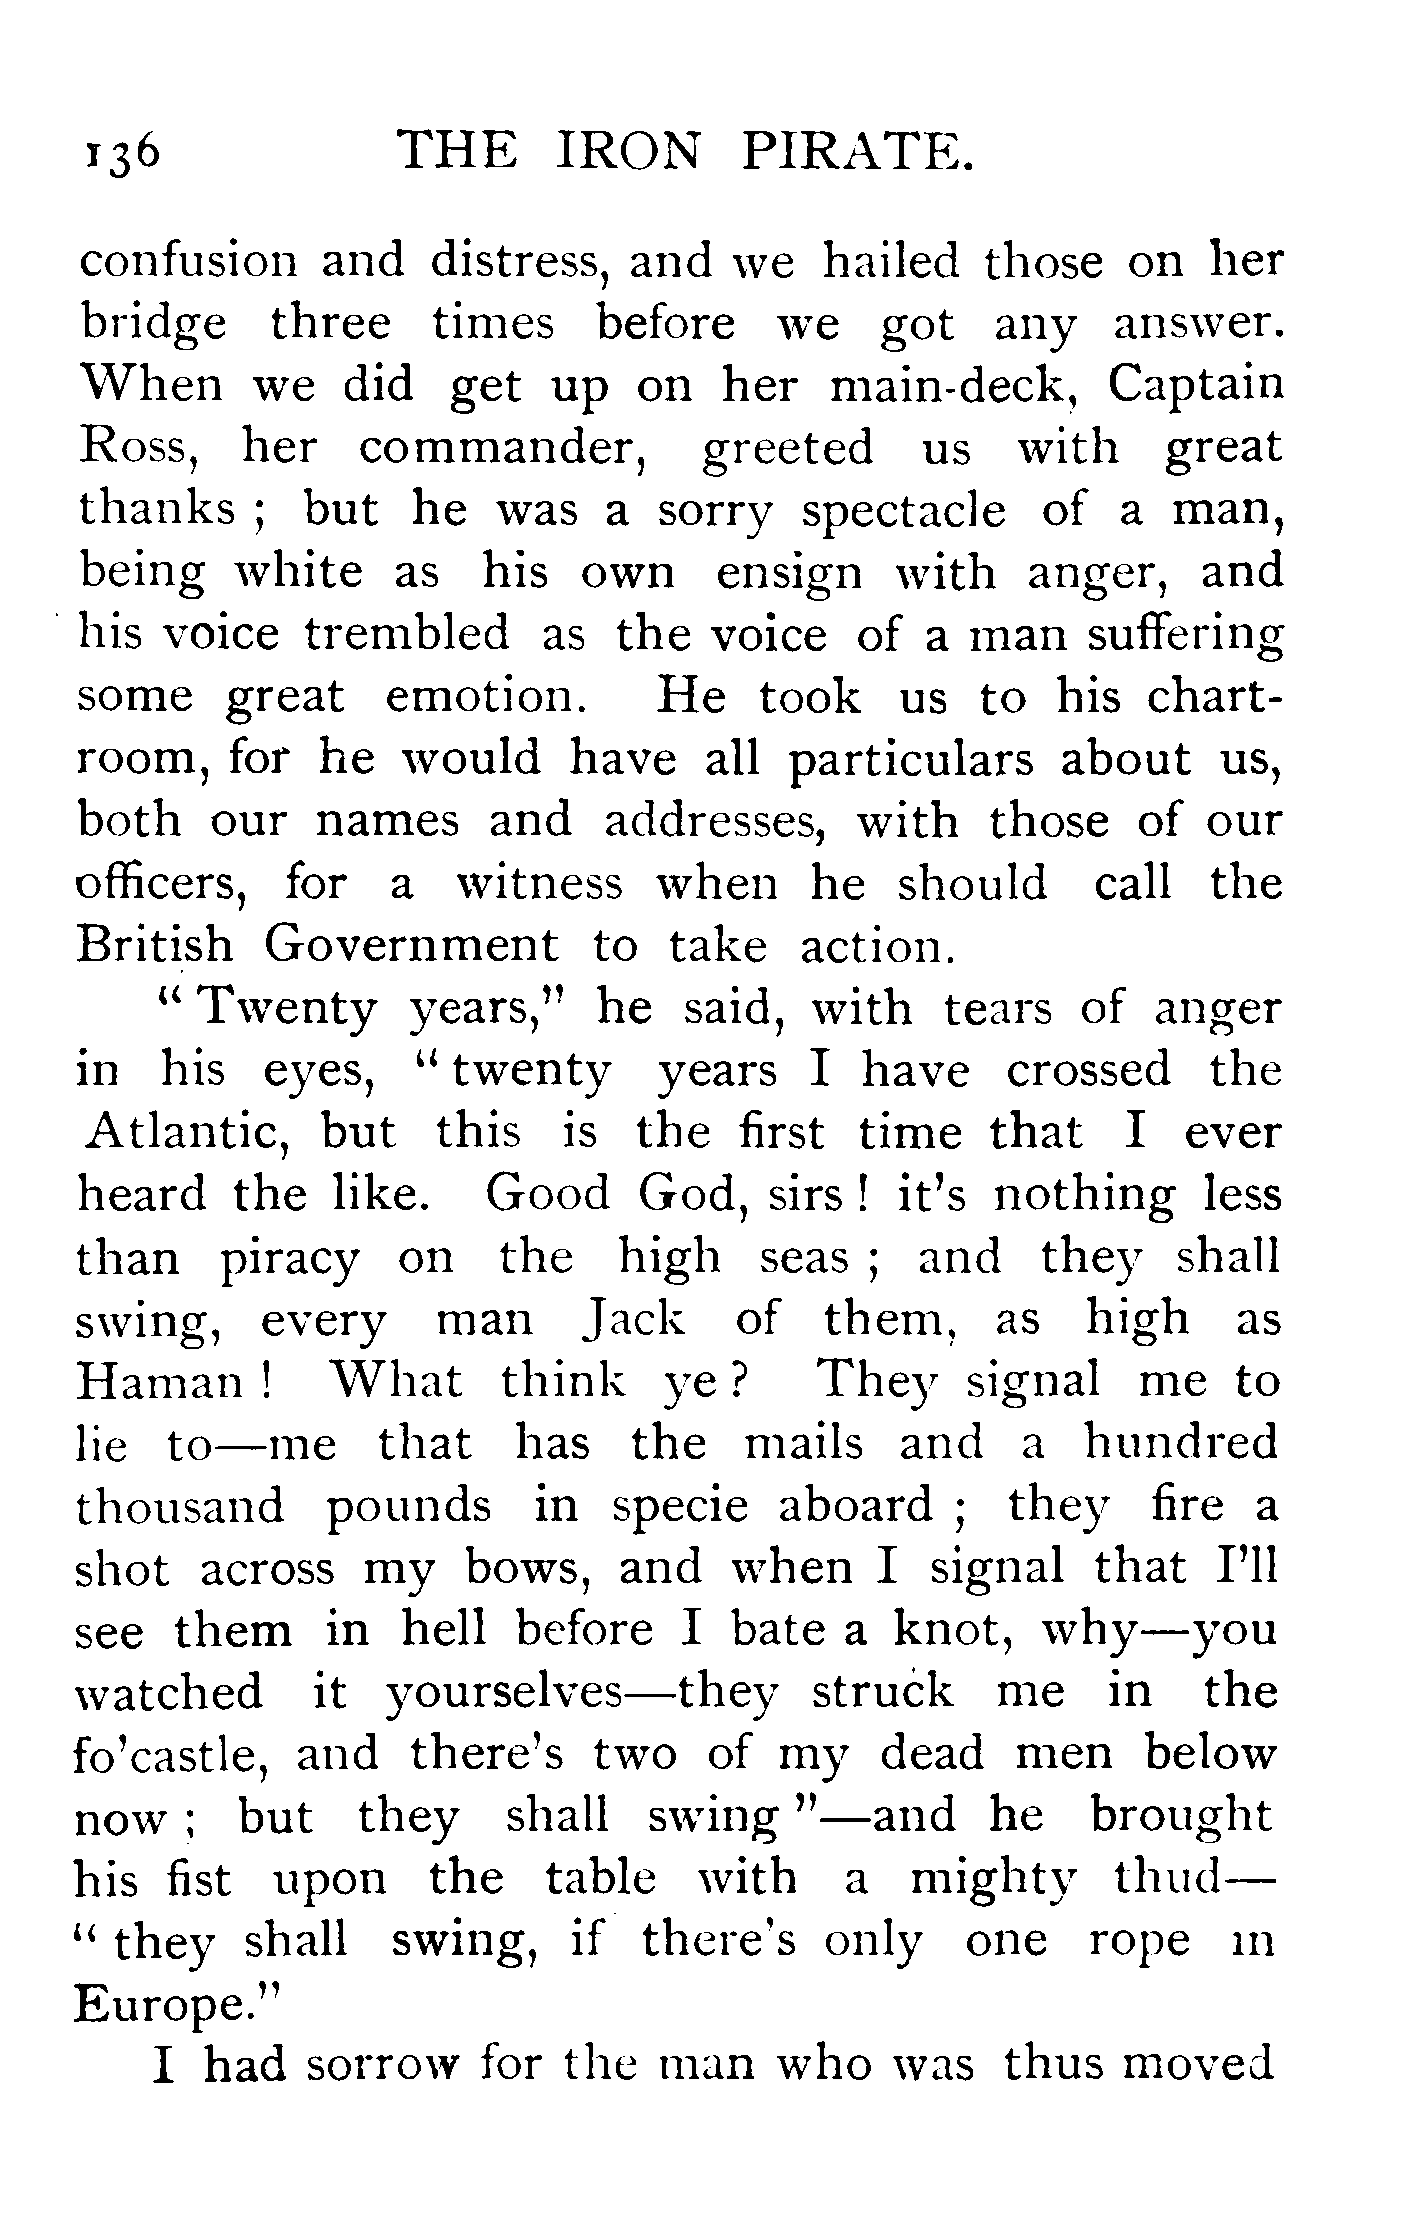 136 THE IRON PIRATE.
confusion and distress, and we hailed those on her
bridge three times before we got any answer.
When we did get up on her main-deck, Captain
Ross, her commander, greeted us with great
thanks ; but he was a sorry spectacle of a man,
being white as his own ensign with anger, and
his voice trembled as the voice of a man suffering
some great emotion. He took us to his chart-
room, for he would have all particulars about us,
both our names and addresses, with those of our
officers, for a witness when he should call the
British Government to take action.
“ Twenty years,” he said, with tears of anger
in his eyes, “ twenty years I have crossed the
Atlantic, but this is the first time that I ever
heard the like. Good God, sirs ! it’s nothing less
than piracy on the high seas ; and they shall
swing, every man Jack of them, as high as
Haman ! What think ye ? They signal me to
lie to—me that has the mails and a hundred
thousand pounds in specie aboard ; they fire a
shot across my bows, and when I signal that I’ll
see them in hell before I bate a knot, why—you
watched it yourselves—they struck me in the
fo’castle, and there’s two of my dead men below
now ; but they shall swing ”—and he brought
his fist upon the table with a mighty thud—
“ they shall swing, if there’s only one rope in
Europe.”
I had sorrow for the man who was thus moved